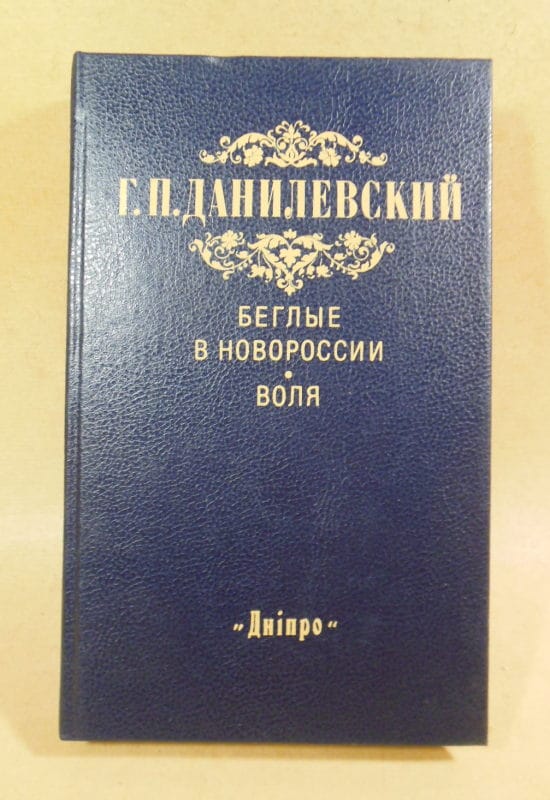 Г.П.ДАНИЛЕВСКИЙ
БЕГЛЫЕ
В НОВОРОССИИ
•
ВОЛЯ
„Дніпро“